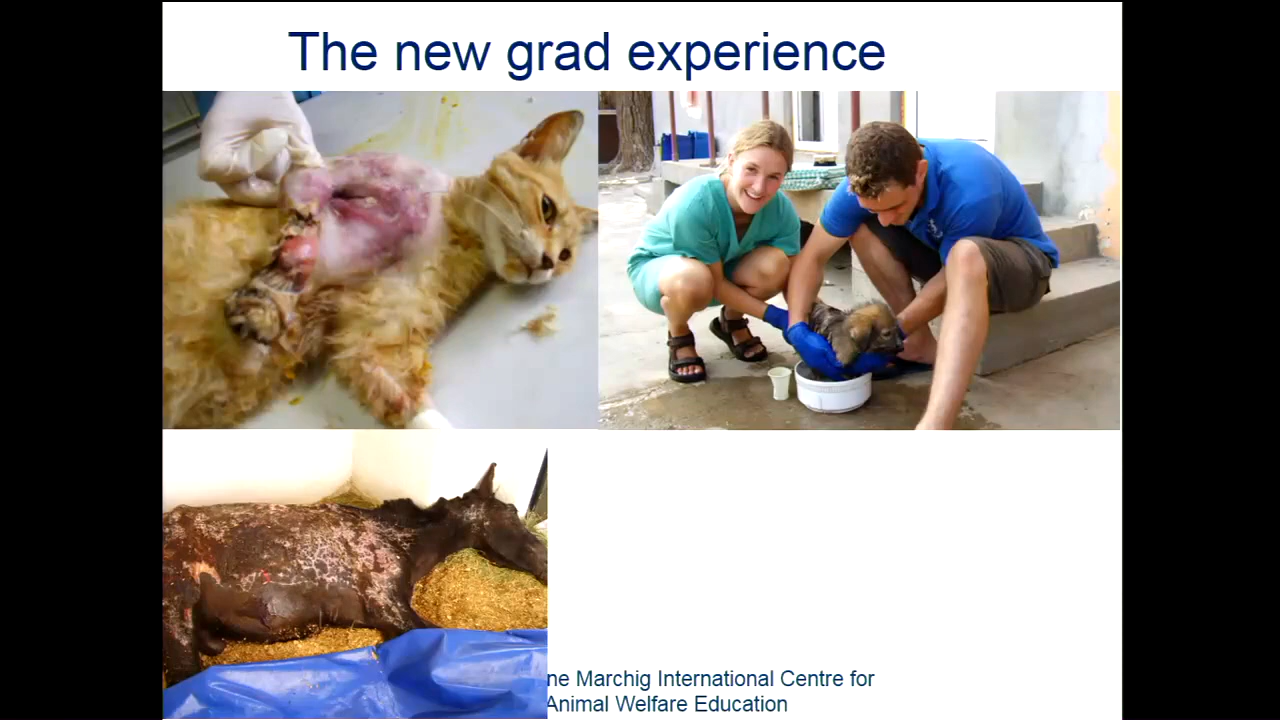 The new grad experience
ne Marchig International Centre for
Animal Welfare Education